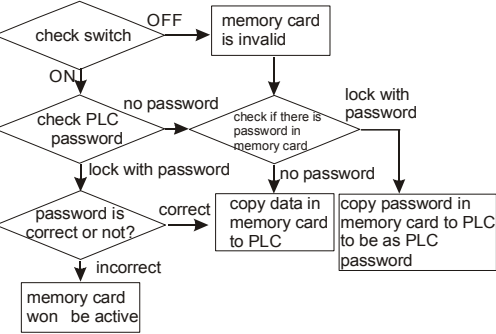 check switch
OFF
memory card
is invalid
ON
check PLC
password
no password
check if there is
password in
memory card
lock with
password
lock with password
no password
password is
correct or not?
correct
copy data in
memory card
to PLC
copy password in
memory card to PLC
to be as PLC
password
incorrect
memory card
won be active